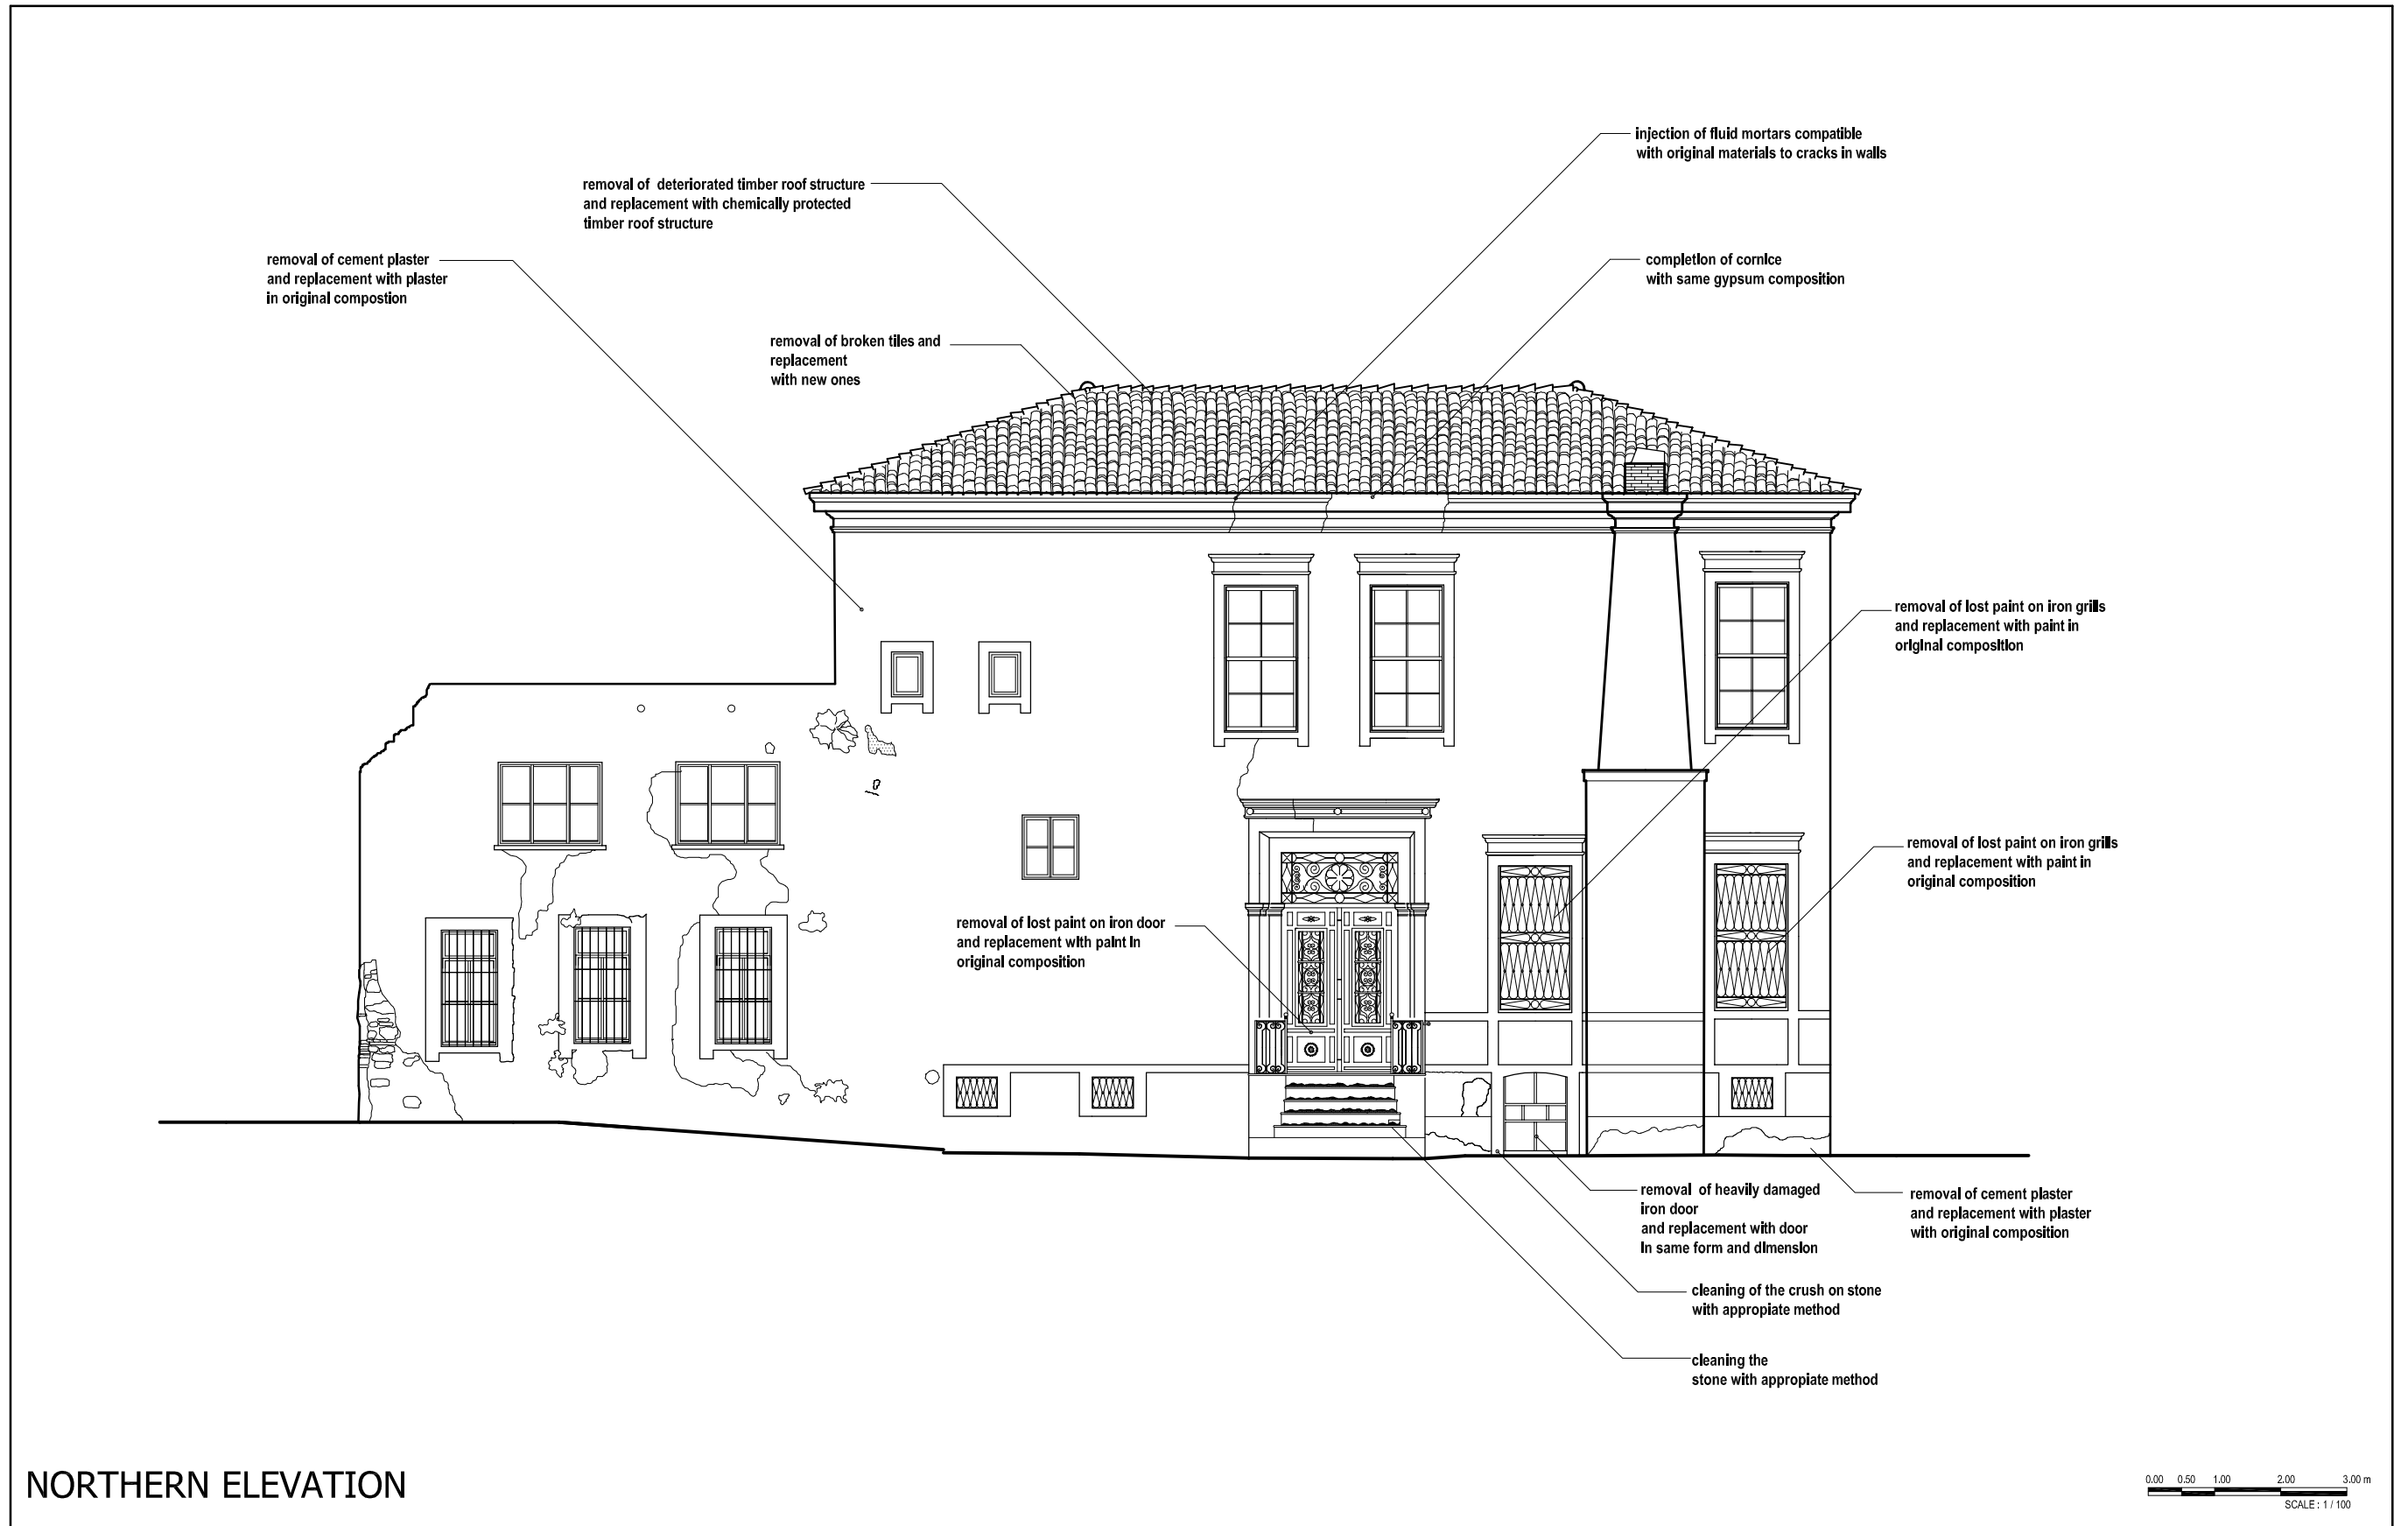 injection of fluid mortars compatible
with original materials to cracks in walls
removal of deteriorated timber roof structure
and replacement with chemically protected
timber roof structure
removal of cement plaster
and replacement with plaster
in original compostion
completion of cornice
with same gypsum composition
removal of broken tiles and
replacement
with new ones
removal of lost paint on iron grills
and replacement with paint in
original composition
removal of lost paint on iron grills
and replacement with paint in
original composition
removal of lost paint on iron door
and replacement with paint in
original composition
removal of heavily damaged
iron door
and replacement with door
in same form and dimension
removal of cement plaster
and replacement with plaster
with original composition
cleaning of the crush on stone
with appropiate method
cleaning the
stone with appropiate method
NORTHERN ELEVATION
0.00 0.50 1.00 2.00 3.00 m
SCALE : 1 / 100